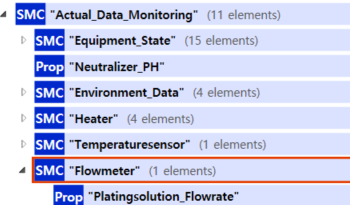 SMC "Actual_Data_Monitoring" (11 elements)
SMC "Equipment_State" (15 elements)
Prop "Neutralizer_PH"
SMC "Environment_Data" (4 elements)
SMC "Heater" (4 elements)
SMC "Temperaturesensor" (1 elements)
SMC "Flowmeter" (1 elements)
Prop "Platingsolution_Flowrate"